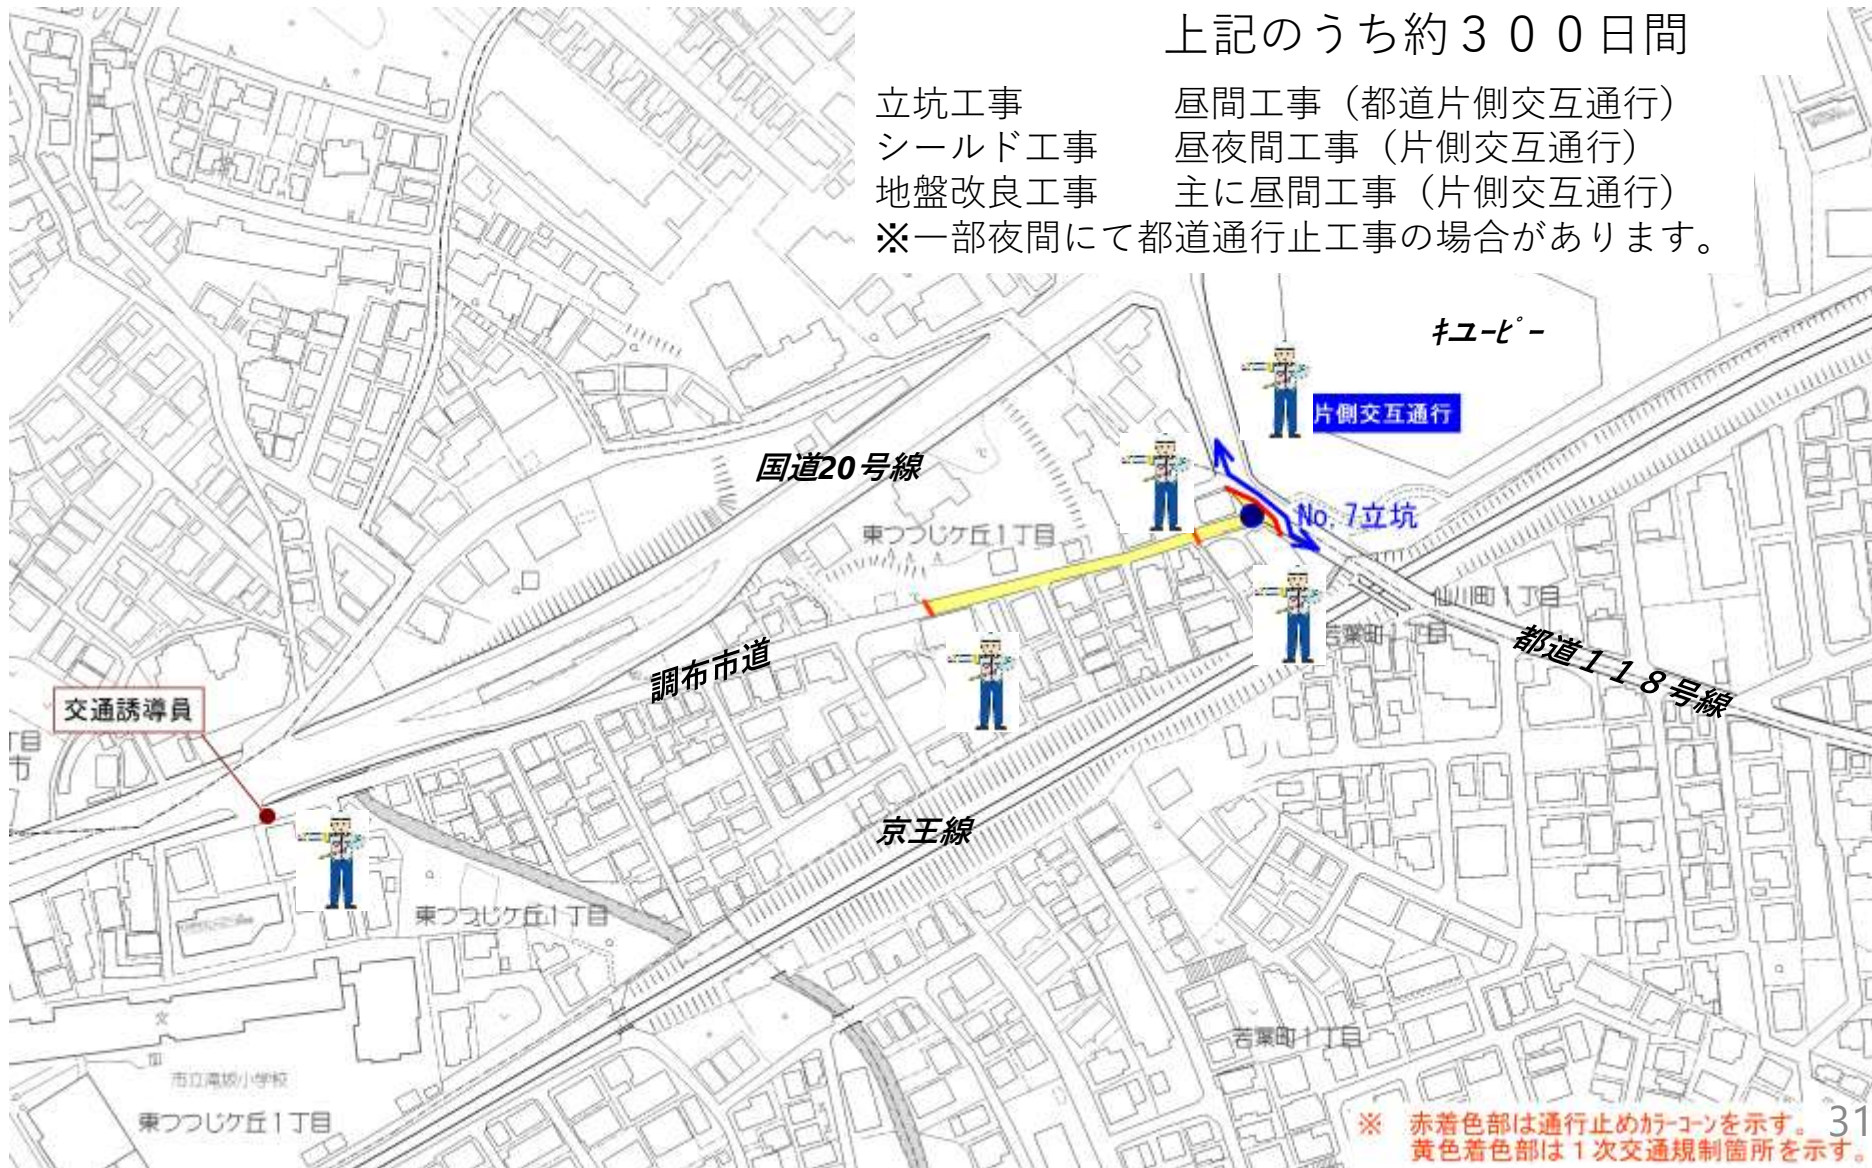 上記のうち約３００日間
立坑工事 昼間工事（都道片側交互通行）
シールド工事 昼夜間工事（片側交互通行）
地盤改良工事 主に昼間工事（片側交互通行）
※一部夜間にて都道通行止工事の場合があります。
ｷユーﾋﾟｰ
片側交互通行
国道20号線
No.7立坑
東つつじケ丘1丁目
仙川町1丁目
若葉町1丁目
都道１１８号線
調布市道
交通誘導員
丁目
市
京王線
東つつじケ丘1丁目
文
若葉町1丁目
市立滝坂小学校
東つつじケ丘1丁目
※ 赤着色部は通行止めｶﾗｰコーンを示す。
黄色着色部は１次交通規制箇所を示す。
31